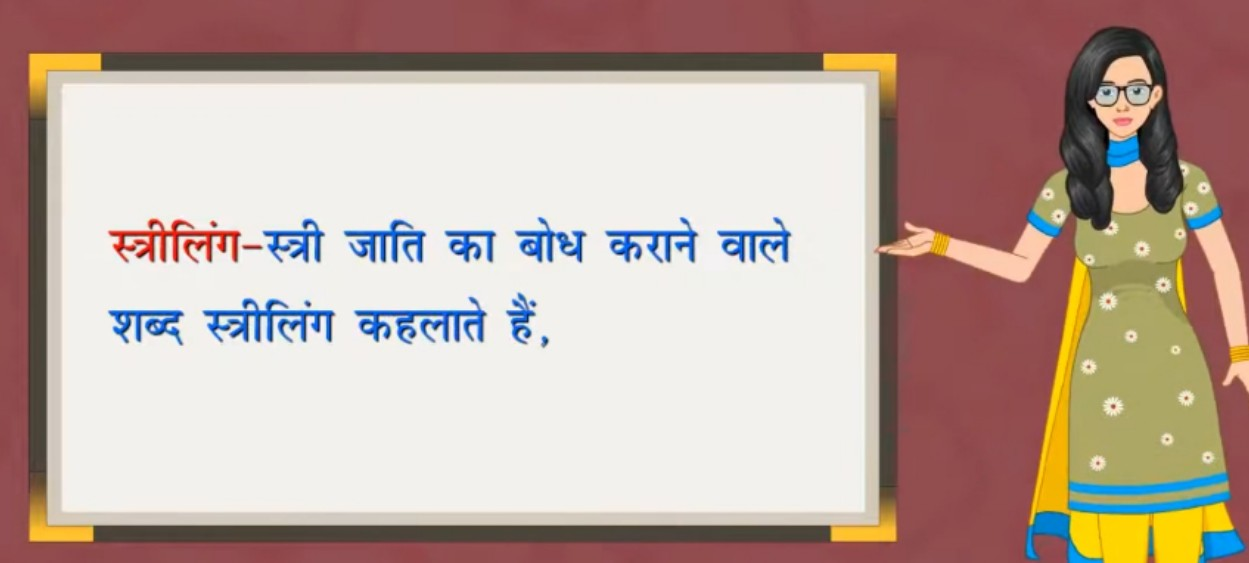 स्त्रीलिंग-स्त्री जाति का बोध कराने वाले
शब्द स्त्रीलिंग कहलाते हैं,